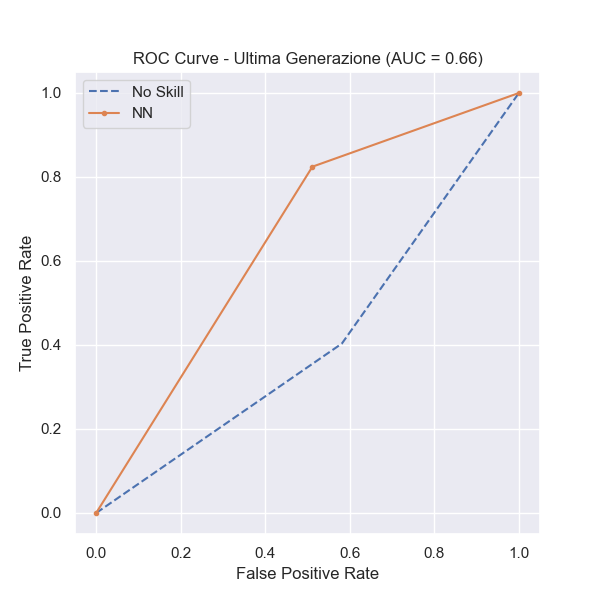 ROC Curve - Ultima Generazione (AUC = 0.66)
No Skill
NN
True Positive Rate
1.0
0.8
0.6
0.4
0.2
0.0
0.0 0.2 0.4 0.6 0.8 1.0
False Positive Rate